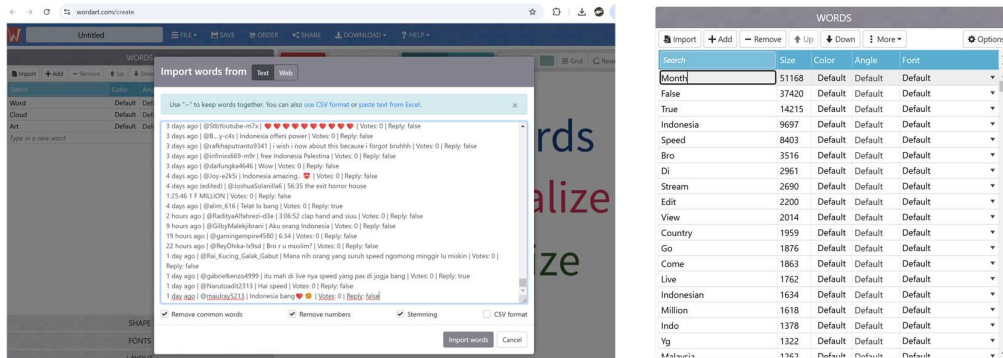 wordart.com/create
Untitled
FILE
SAVE
ORDER
SHARE
DOWNLOAD
HELP
WORDS
Import
Add
Remove
Up
Search
Color
Word Default
Cloud Default
Art Default
Type in a new word
SHAPE
FONTS
Grid
rds
alize
ize
Import words from Text Web
Use "~" to keep words together. You can also use CSV format or paste text from Excel. ×
3 days ago | @StbYoutube-m7x | ❤️❤️❤️❤️❤️❤️❤️❤️❤️❤️ | Votes: 0 | Reply: false
3 days ago | @B...y-o4s | Indonesia offers power | Votes: 0 | Reply: false
3 days ago | @rafkhaputranto9341 | i wish i now about this because i forgot bruhhh | Votes: 0 | Reply: false
3 days ago | @infinixx669-m9r | free Indonesia Palestina | Votes: 0 | Reply: false
3 days ago | @daifungka4646 | Wow | Votes: 0 | Reply: false
4 days ago | @Joy-e2k5i | Indonesia amazing.. | Votes: 0 | Reply: false
4 days ago (edited) | @JoshuaSolanilla6 | 56:35 the exit horror house
1:25:46 1 F MILLION | Votes: 0 | Reply: false
4 days ago | @alim_616 | Telat lo bang | Votes: 0 | Reply: true
2 hours ago | @RadityaAlfahrezi-d3e | 3:06:52 clap hand and siuu | Votes: 0 | Reply: false
9 hours ago | @GilbyMalekjibrani | Aku orang Indonesia | Votes: 0 | Reply: false
19 hours ago | @gamingempire4580 | 6:34 | Votes: 0 | Reply: false
22 hours ago | @ReyDhika-lx9sd | Bro r u muslim? | Votes: 0 | Reply: false
1 day ago | @Rai_Kucing_Galak_Gabut | Mana nih orang yang suruh speed ngomong minggir lu miskin | Votes: 0 |
Reply: false
1 day ago | @gabrielkenzo4999 | itu mah di live nya speed yang pas di jogja bang | Votes: 0 | Reply: true
1 day ago | @Narutoadit2313 | Hai speed | Votes: 0 | Reply: false
1 day ago | @maulray5213 | Indonesia bang❤️ | Votes: 0 | Reply: false
Remove common words Remove numbers Stemming CSV format
Import words Cancel
WORDS
Import + Add − Remove Up Down More Options
Search Size Color Angle Font
Month 51168 Default Default Default
False 37420 Default Default Default
True 14215 Default Default Default
Indonesia 9697 Default Default Default
Speed 8403 Default Default Default
Bro 3516 Default Default Default
Di 2961 Default Default Default
Stream 2690 Default Default Default
Edit 2200 Default Default Default
View 2014 Default Default Default
Country 1959 Default Default Default
Go 1876 Default Default Default
Come 1863 Default Default Default
Live 1762 Default Default Default
Indonesian 1634 Default Default Default
Million 1618 Default Default Default
Indo 1378 Default Default Default
Yg 1322 Default Default Default
Malaysia 1262 Default Default Default